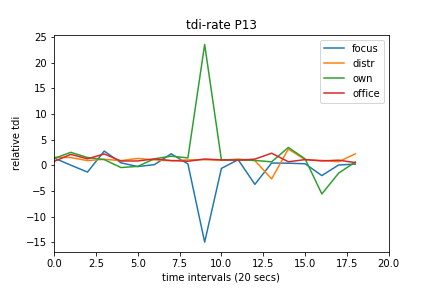 tdi-rate P13
25
20
15
10
5
0
−5
−10
−15
relative tdi
focus
distr
own
office
0.0 2.5 5.0 7.5 10.0 12.5 15.0 17.5 20.0
time intervals (20 secs)